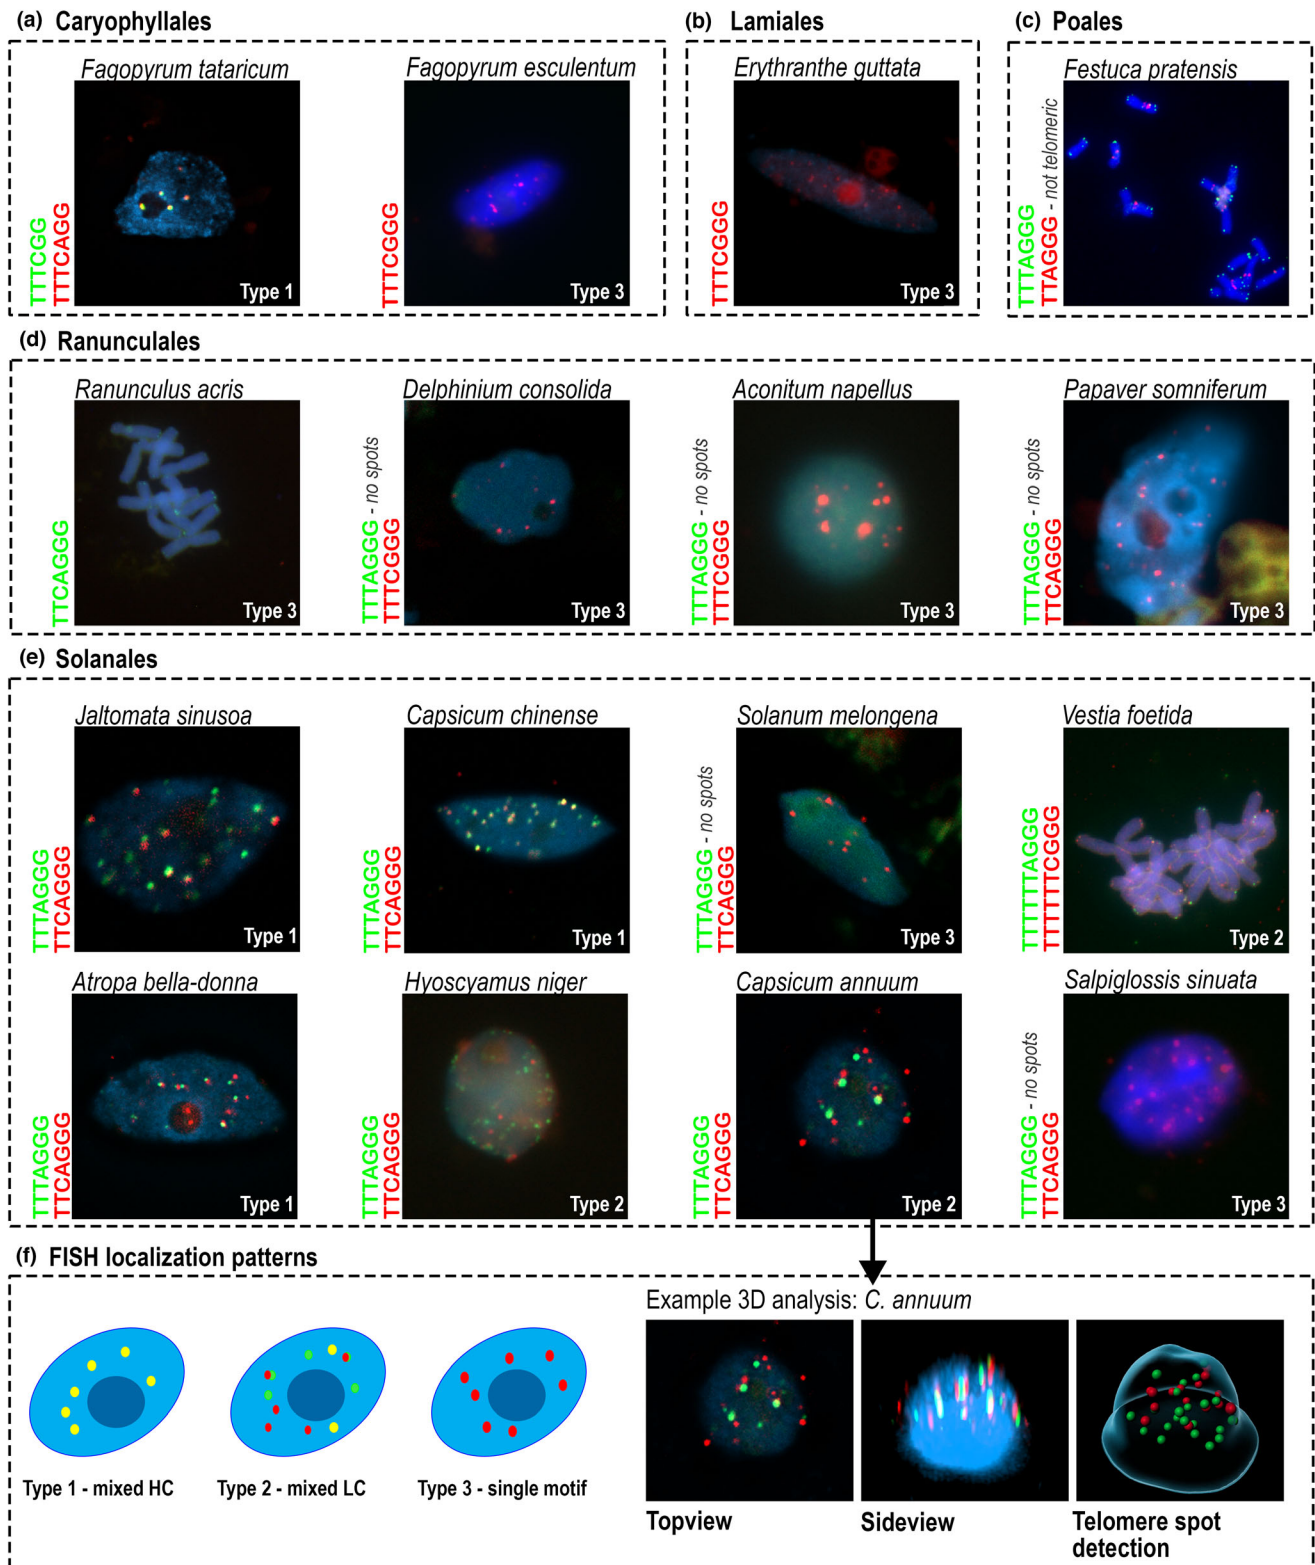 (a) Caryophyllales
Fagopyrum tataricum
TTTCGG
TTTCAGG
Type 1
Fagopyrum esculentum
TTTCGGG
Type 3
(b) Lamiales
Erythranthe guttata
TTTCGGG
Type 3
(c) Poales
Festuca pratensis
TTTAGGG
TTAGGG - not telomeric
(d) Ranunculales
Ranunculus acris
TTCAGGG
Type 3
Delphinium consolida
TTTAGGG - no spots
TTTCGGG
Type 3
Aconitum napellus
TTTAGGG - no spots
TTTCGGG
Type 3
Papaver somniferum
TTTAGGG - no spots
TTCAGGG
Type 3
(e) Solanales
Jaltomata sinusoa
TTTAGGG
TTCAGGG
Type 1
Capsicum chinense
TTTAGGG
TTCAGGG
Type 1
Solanum melongena
TTTAGGG - no spots
TTCAGGG
Type 3
Vestia foetida
TTTTTTAGGG
TTTTTTCGGG
Type 2
Atropa bella-donna
TTTAGGG
TTCAGGG
Type 1
Hyoscyamus niger
TTTAGGG
TTCAGGG
Type 2
Capsicum annuum
TTTAGGG
TTCAGGG
Type 2
Salpiglossis sinuata
TTTAGGG - no spots
TTCAGGG
Type 3
(f) FISH localization patterns
Type 1 - mixed HC
Type 2 - mixed LC
Type 3 - single motif
Example 3D analysis: C. annuum
Topview
Sideview
Telomere spot
detection